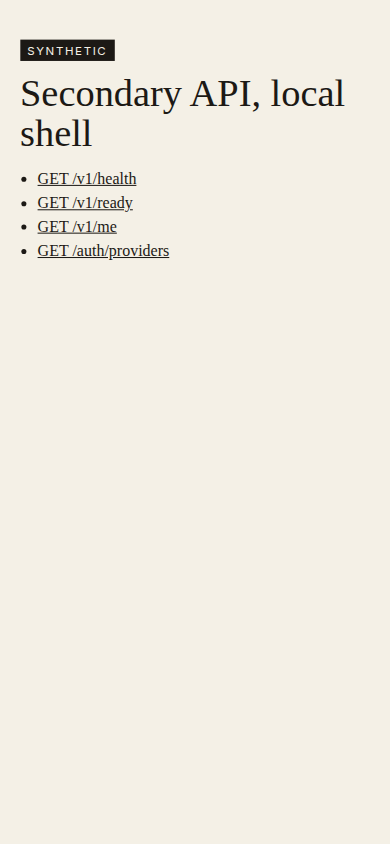 SYNTHETIC
Secondary API, local
shell
GET /v1/health
GET /v1/ready
GET /v1/me
GET /auth/providers